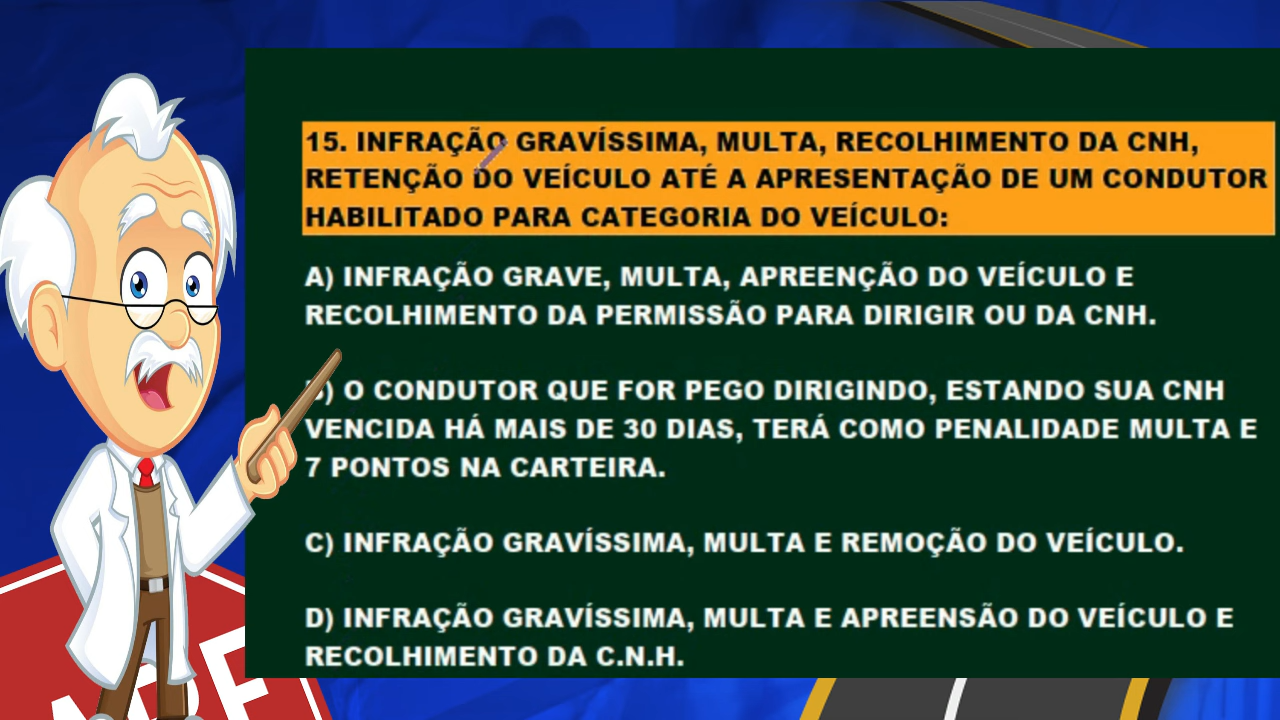 15. INFRAÇÃO GRAVÍSSIMA, MULTA, RECOLHIMENTO DA CNH,
RETENÇÃO DO VEÍCULO ATÉ A APRESENTAÇÃO DE UM CONDUTOR
HABILITADO PARA CATEGORIA DO VEÍCULO:
A) INFRAÇÃO GRAVE, MULTA, APREENÇÃO DO VEÍCULO E
RECOLHIMENTO DA PERMISSÃO PARA DIRIGIR OU DA CNH.
B) O CONDUTOR QUE FOR PEGO DIRIGINDO, ESTANDO SUA CNH
VENCIDA HÁ MAIS DE 30 DIAS, TERÁ COMO PENALIDADE MULTA E
7 PONTOS NA CARTEIRA.
C) INFRAÇÃO GRAVÍSSIMA, MULTA E REMOÇÃO DO VEÍCULO.
D) INFRAÇÃO GRAVÍSSIMA, MULTA E APREENSÃO DO VEÍCULO E
RECOLHIMENTO DA C.N.H.